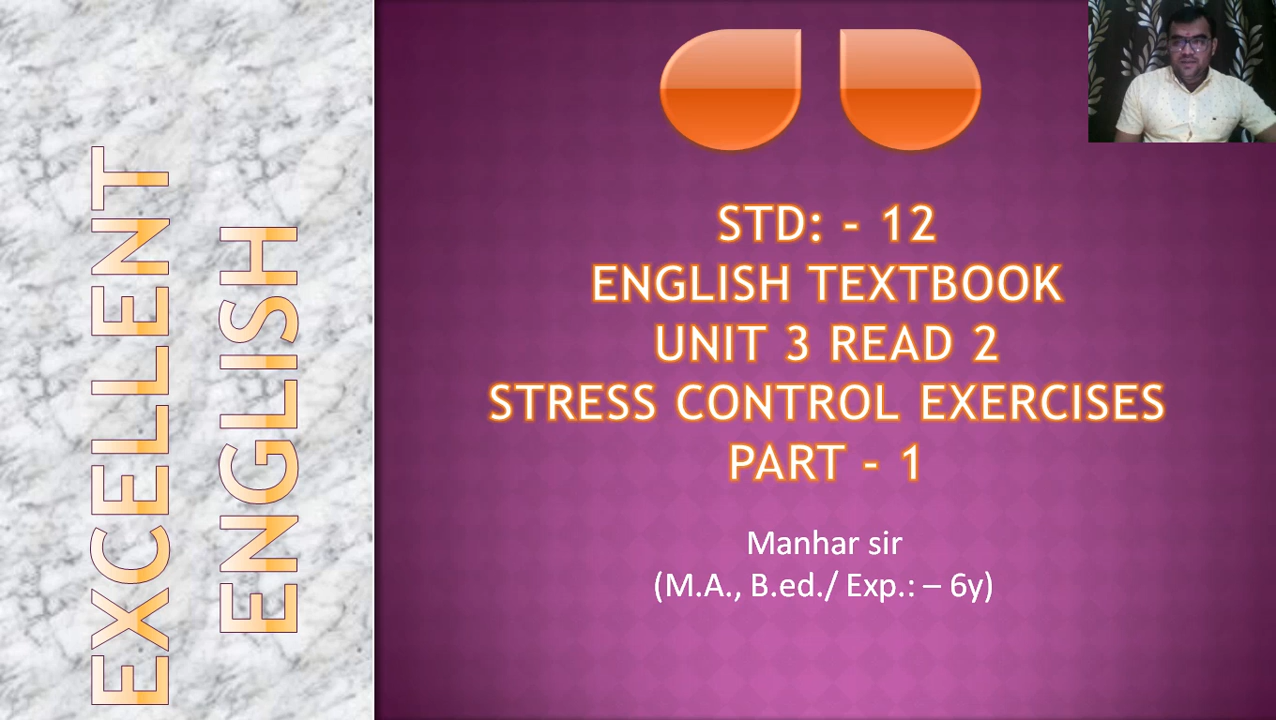 EXCELLENT
ENGLISH
STD: - 12
ENGLISH TEXTBOOK
UNIT 3 READ 2
STRESS CONTROL EXERCISES
PART - 1
Manhar sir
(M.A., B.ed./ Exp.: – 6y)